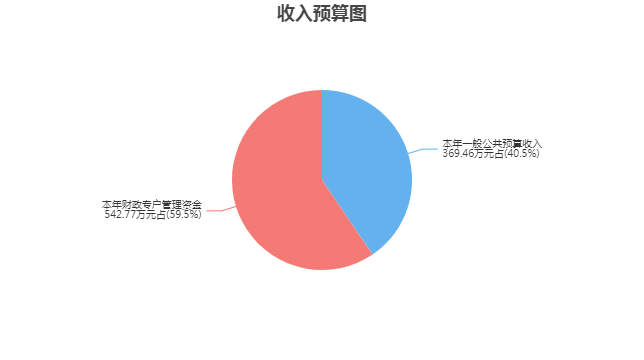 收入预算图
本年一般公共预算收入
369.46万元占(40.5%)
本年财政专户管理资金
542.77万元占(59.5%)